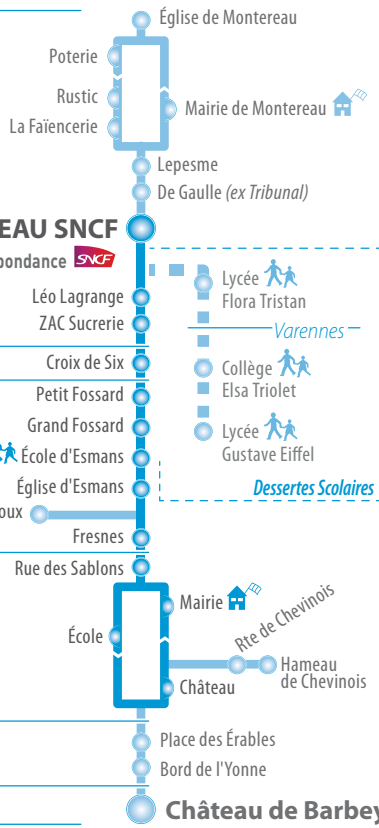 Église de Montereau
Poterie
Rustic
Mairie de Montereau
La Faïencerie
Lepesme
De Gaulle (ex Tribunal)
EAU SNCF
pondance SNCF
Lycée
Flora Tristan
Léo Lagrange
ZAC Sucrerie
Varennes
Croix de Six
Collège
Elsa Triolet
Petit Fossard
Grand Fossard
Lycée
Gustave Eiffel
École d'Esmans
Église d'Esmans
Dessertes Scolaires
oux
Fresnes
Rue des Sablons
Mairie
Rte de Chevinois
École
Hameau
de Chevinois
Château
Place des Érables
Bord de l'Yonne
Château de Barbey